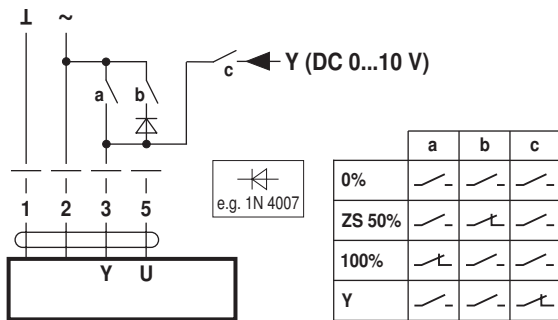 ⊥ ~
a b c Y (DC 0...10 V)
1 2 3 5
Y U
e.g. 1N 4007
a b c
0%
ZS 50%
100%
Y